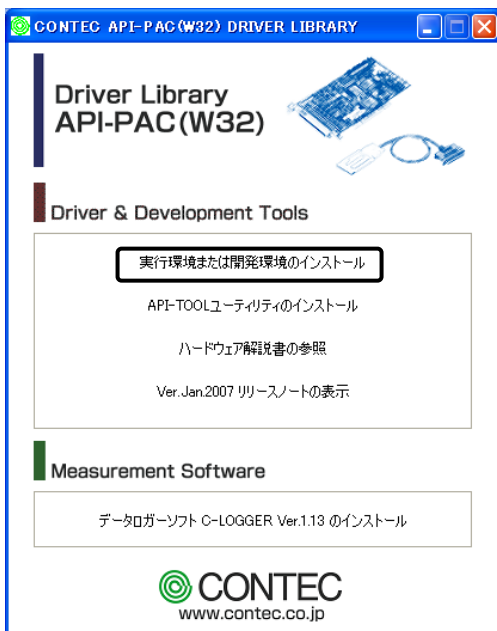 CONTEC API-PAC(W32) DRIVER LIBRARY
Driver Library
API-PAC(W32)
Driver & Development Tools
実行環境または開発環境のインストール
API-TOOLユーティリティのインストール
ハードウェア解説書の参照
Ver.Jan.2007 リリースノートの表示
Measurement Software
データロガーソフト C-LOGGER Ver.1.13 のインストール
CONTEC
www.contec.co.jp